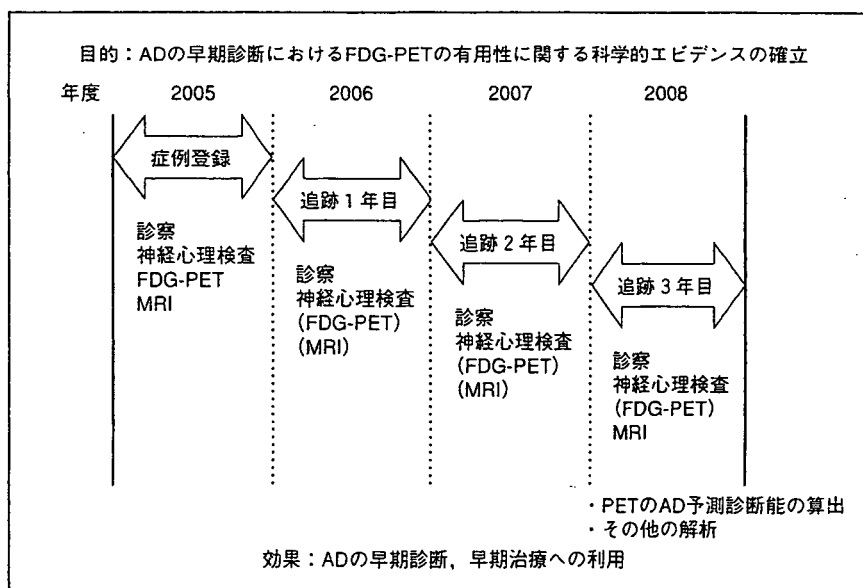 目的：ADの早期診断におけるFDG-PETの有用性に関する科学的エビデンスの確立
年度 2005 2006 2007 2008
症例登録
診察
神経心理検査
FDG-PET
MRI
追跡1年目
診察
神経心理検査
(FDG-PET)
(MRI)
追跡2年目
診察
神経心理検査
(FDG-PET)
(MRI)
追跡3年目
診察
神経心理検査
(FDG-PET)
MRI
・PETのAD予測診断能の算出
・その他の解析
効果：ADの早期診断，早期治療への利用